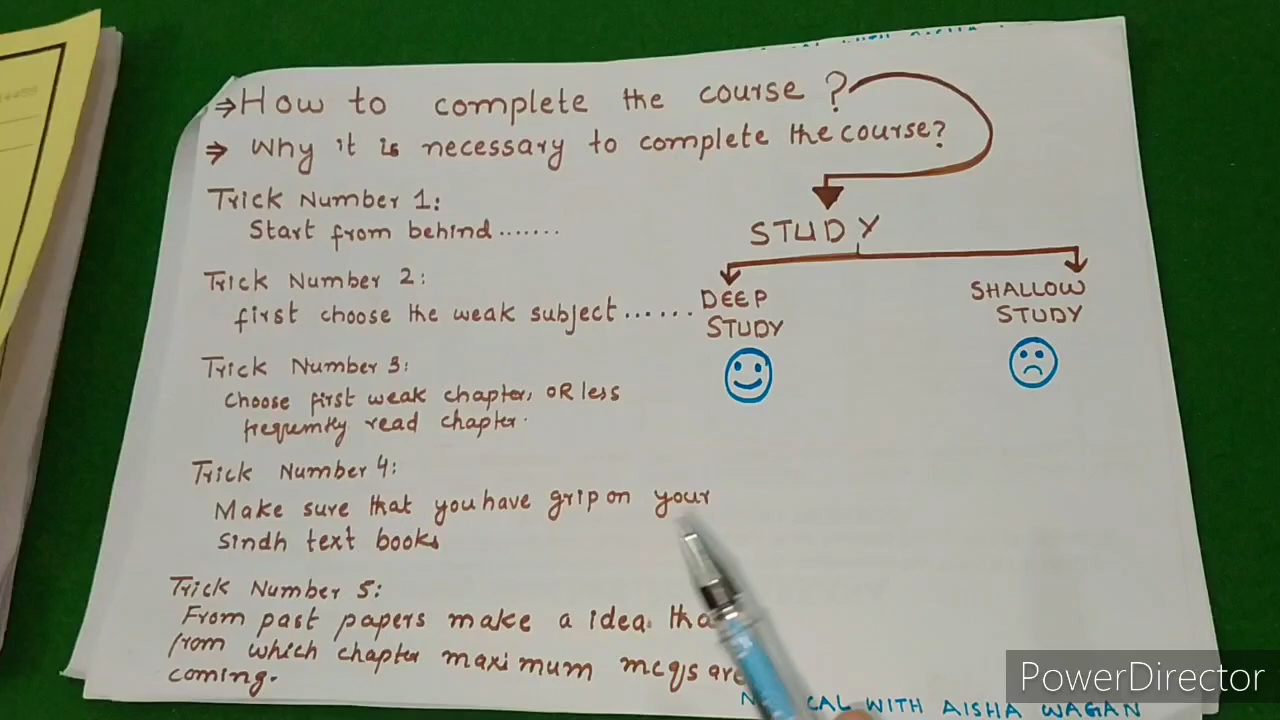 ⇒ How to complete the course?
⇒ Why it is necessary to complete the course?
Trick Number 1:
Start from behind.......
Trick Number 2:
first choose the weak subject......
Trick Number 3:
Choose first weak chapter, OR less
frequently read chapter.
Trick Number 4:
Make sure that you have grip on your
Sindh text books
Trick Number 5:
From past papers make a idea
from which chapter maximum mcqs are
coming.
STUDY
DEEP
STUDY
SHALLOW
STUDY
CAL WITH AISHA WAGAN
PowerDirector